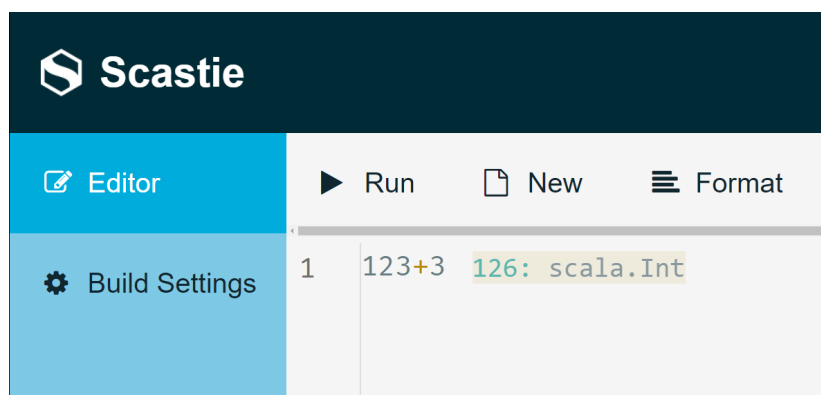 Scastie
Editor
Run New Format
Build Settings
1 123+3 126: scala.Int